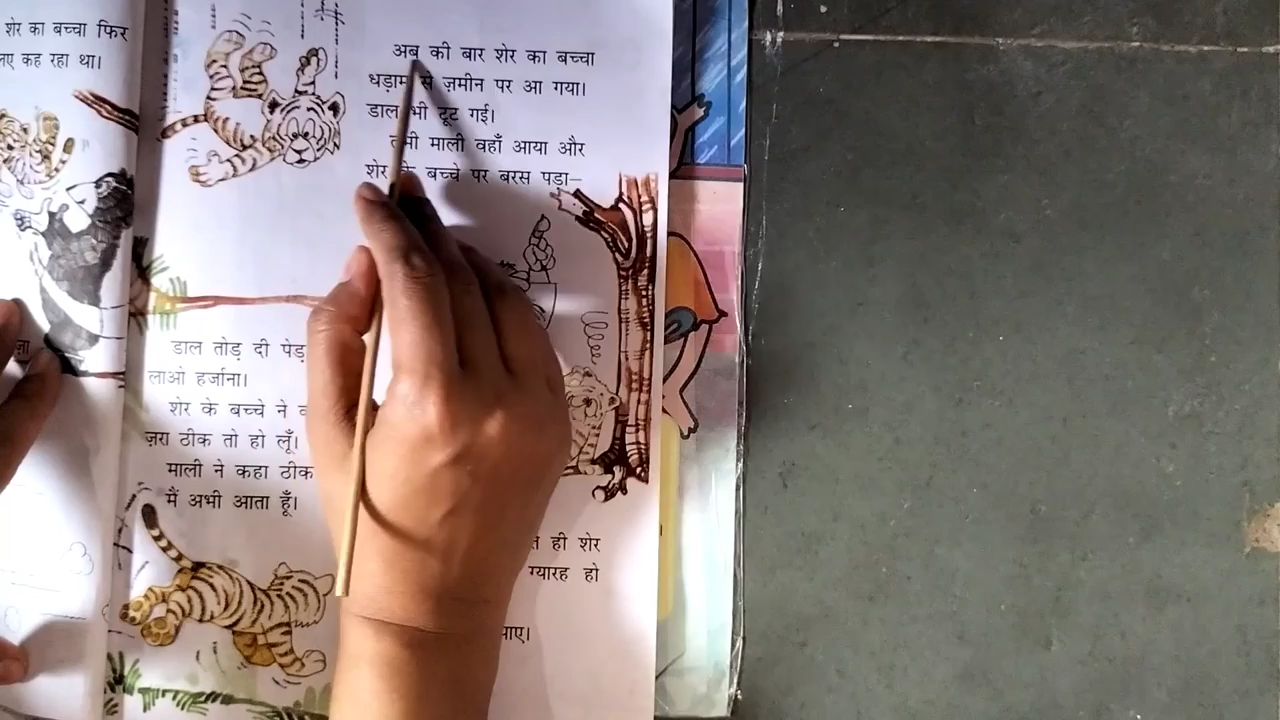 शेर का बच्चा फिर
कह रहा था।
अब की बार शेर का बच्चा
धड़ाम से ज़मीन पर आ गया।
डाल भी टूट गई।
तभी माली वहाँ आया और
शेर के बच्चे पर बरस पड़ा–
डाल तोड़ दी पेड़
लाओ हर्जाना।
शेर के बच्चे ने
ज़रा ठीक तो हो लूँ।
माली ने कहा ठीक
मैं अभी आता हूँ।
ही शेर
ग्यारह हो